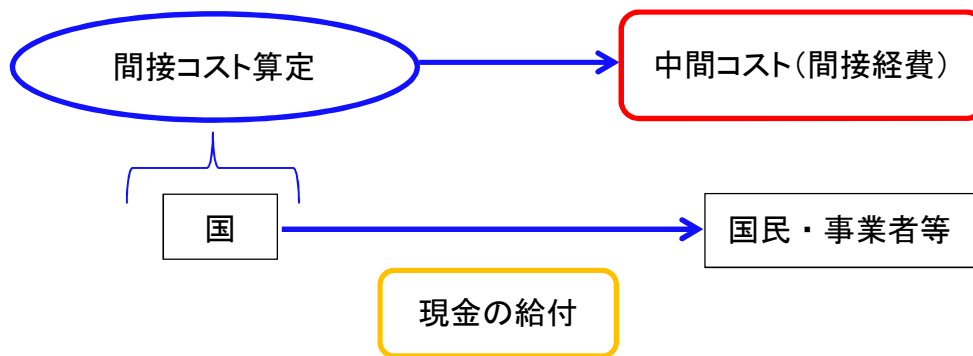 間接コスト算定
中間コスト（間接経費）
国
国民・事業者等
現金の給付